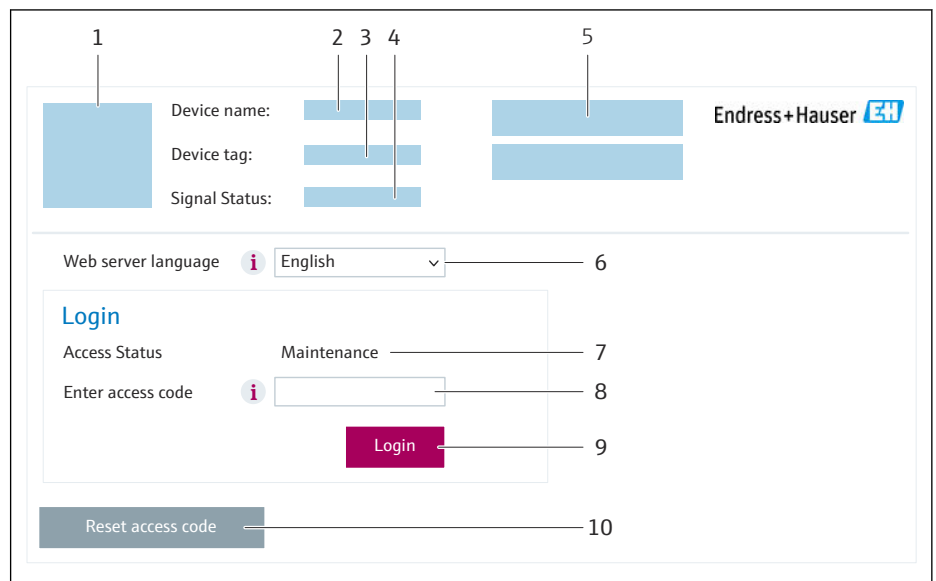 1 2 3 4 5
Device name:
Endress+Hauser EH
Device tag:
Signal Status:
Web server language i English 6
Login
Access Status Maintenance 7
Enter access code i 8
Login 9
Reset access code 10